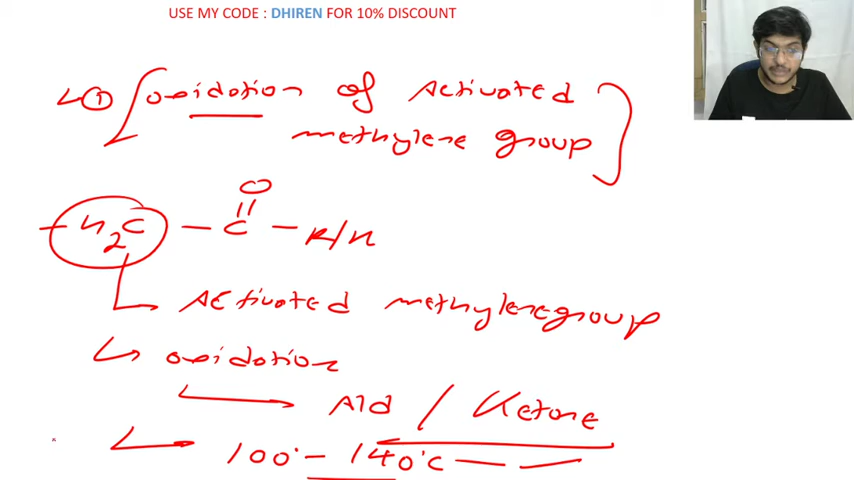 USE MY CODE : DHIREN FOR 10% DISCOUNT
① oxidation of Activated
methylene group
O
- H₂C - C - R/H
Activated methylene group
oxidation
Ald / Ketone
100° - 140°C